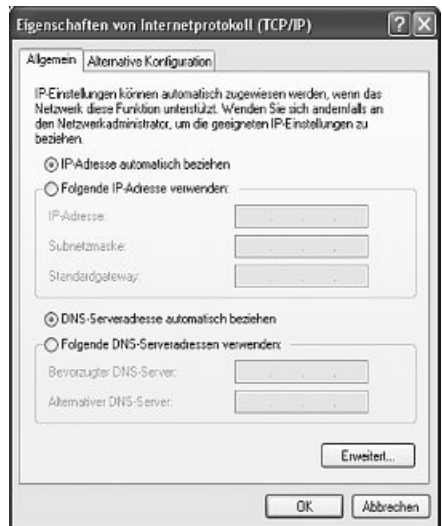 Eigenschaften von Internetprotokoll (TCP/IP)
Allgemein
Alternative Konfiguration
IP-Einstellungen können automatisch zugewiesen werden, wenn das
Netzwerk diese Funktion unterstützt. Wenden Sie sich andernfalls an
den Netzwerkadministrator, um die geeigneten IP-Einstellungen zu
beziehen.
IP-Adresse automatisch beziehen
Folgende IP-Adresse verwenden:
IP-Adresse:
Subnetzmaske:
Standardgateway:
DNS-Serveradresse automatisch beziehen
Folgende DNS-Serveradressen verwenden:
Bevorzugter DNS-Server:
Alternativer DNS-Server:
Erweitert...
OK
Abbrechen